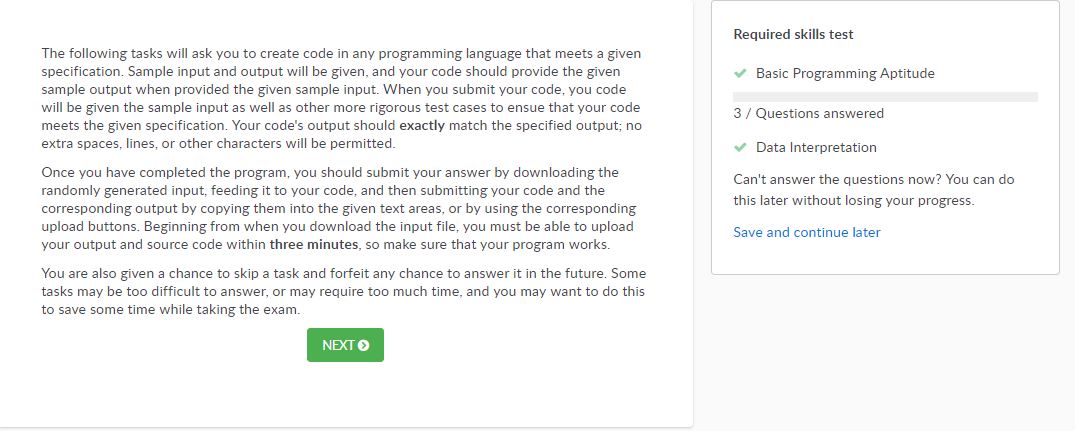 The following tasks will ask you to create code in any programming language that meets a given
specification. Sample input and output will be given, and your code should provide the given
sample output when provided the given sample input. When you submit your code, you code
will be given the sample input as well as other more rigorous test cases to ensue that your code
meets the given specification. Your code's output should exactly match the specified output; no
extra spaces, lines, or other characters will be permitted.
Once you have completed the program, you should submit your answer by downloading the
randomly generated input, feeding it to your code, and then submitting your code and the
corresponding output by copying them into the given text areas, or by using the corresponding
upload buttons. Beginning from when you download the input file, you must be able to upload
your output and source code within three minutes, so make sure that your program works.
You are also given a chance to skip a task and forfeit any chance to answer it in the future. Some
tasks may be too difficult to answer, or may require too much time, and you may want to do this
to save some time while taking the exam.
NEXT
Required skills test
Basic Programming Aptitude
3 / Questions answered
Data Interpretation
Can't answer the questions now? You can do
this later without losing your progress.
Save and continue later